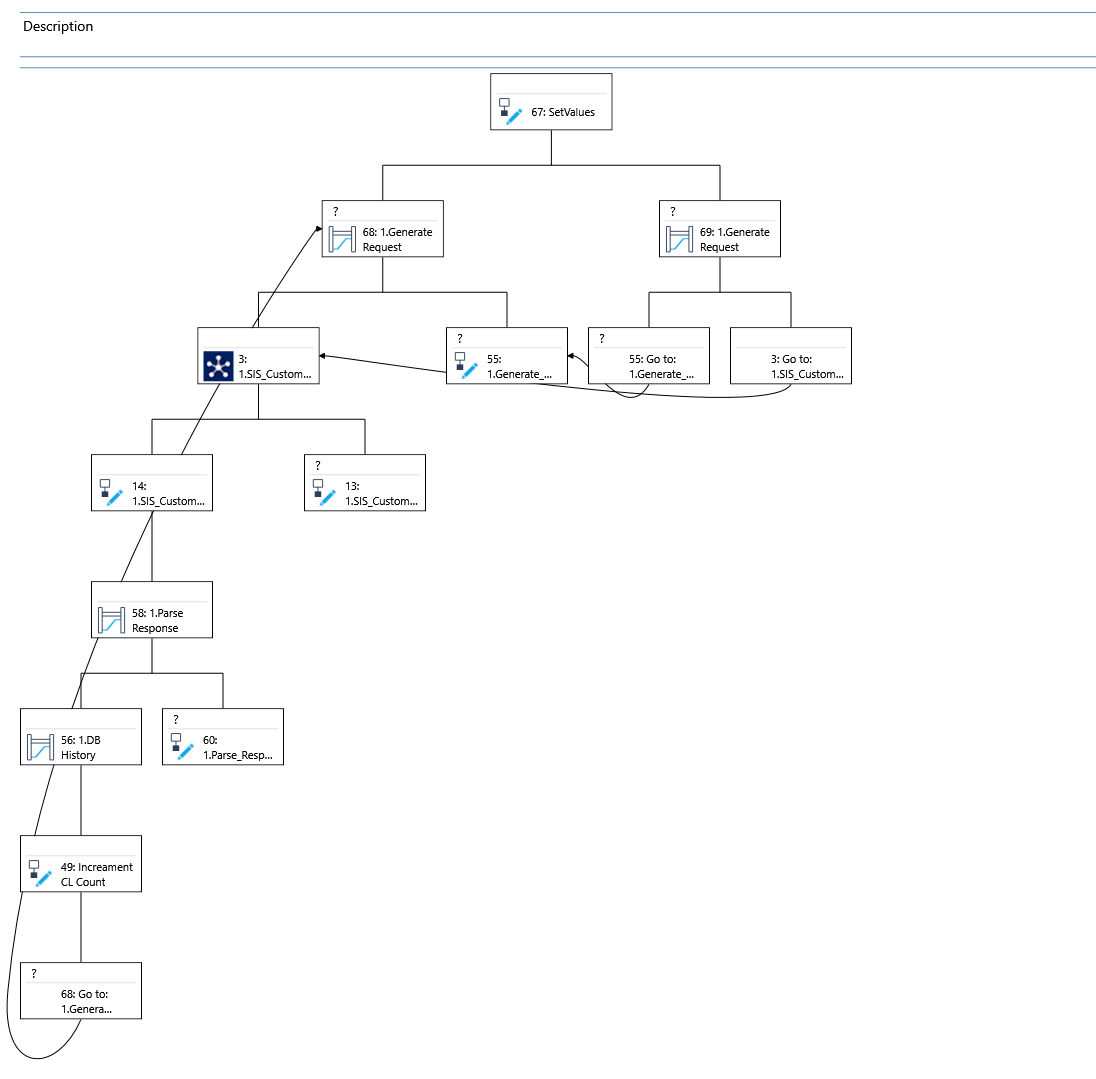 Description
67: SetValues
?
68: 1.Generate
Request
?
69: 1.Generate
Request
3:
1.SIS_Custom...
?
55:
1.Generate_...
?
55: Go to:
1.Generate_...
3: Go to:
1.SIS_Custom...
14:
1.SIS_Custom...
?
13:
1.SIS_Custom...
58: 1.Parse
Response
56: 1.DB
History
?
60:
1.Parse_Resp...
49: Increament
CL Count
?
68: Go to:
1.Genera...